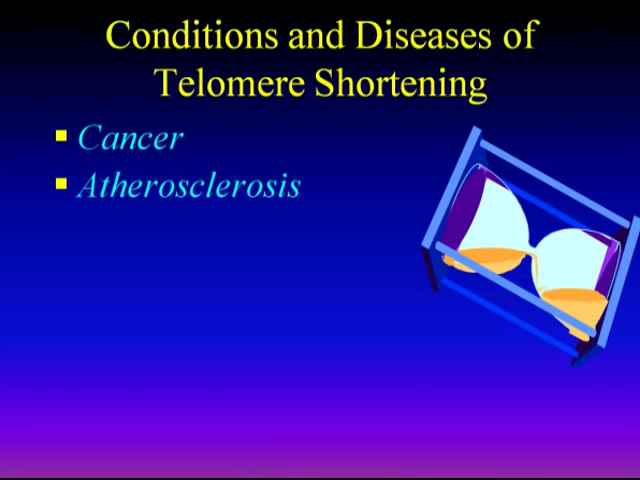 Conditions and Diseases of
Telomere Shortening
Cancer
Atherosclerosis